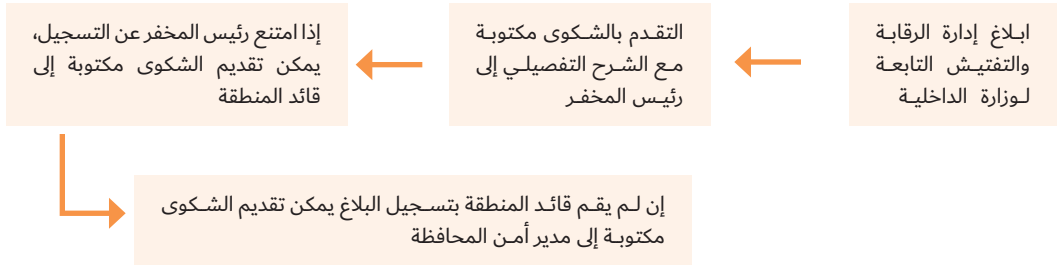 ابلاغ إدارة الرقابة
والتفتيش التابعة
لوزارة الداخلية
التقدم بالشكوى مكتوبة
مع الشرح التفصيلي إلى
رئيس المخفر
إذا امتنع رئيس المخفر عن التسجيل،
يمكن تقديم الشكوى مكتوبة إلى
قائد المنطقة
إن لم يقم قائد المنطقة بتسجيل البلاغ يمكن تقديم الشكوى
مكتوبة إلى مدير أمن المحافظة